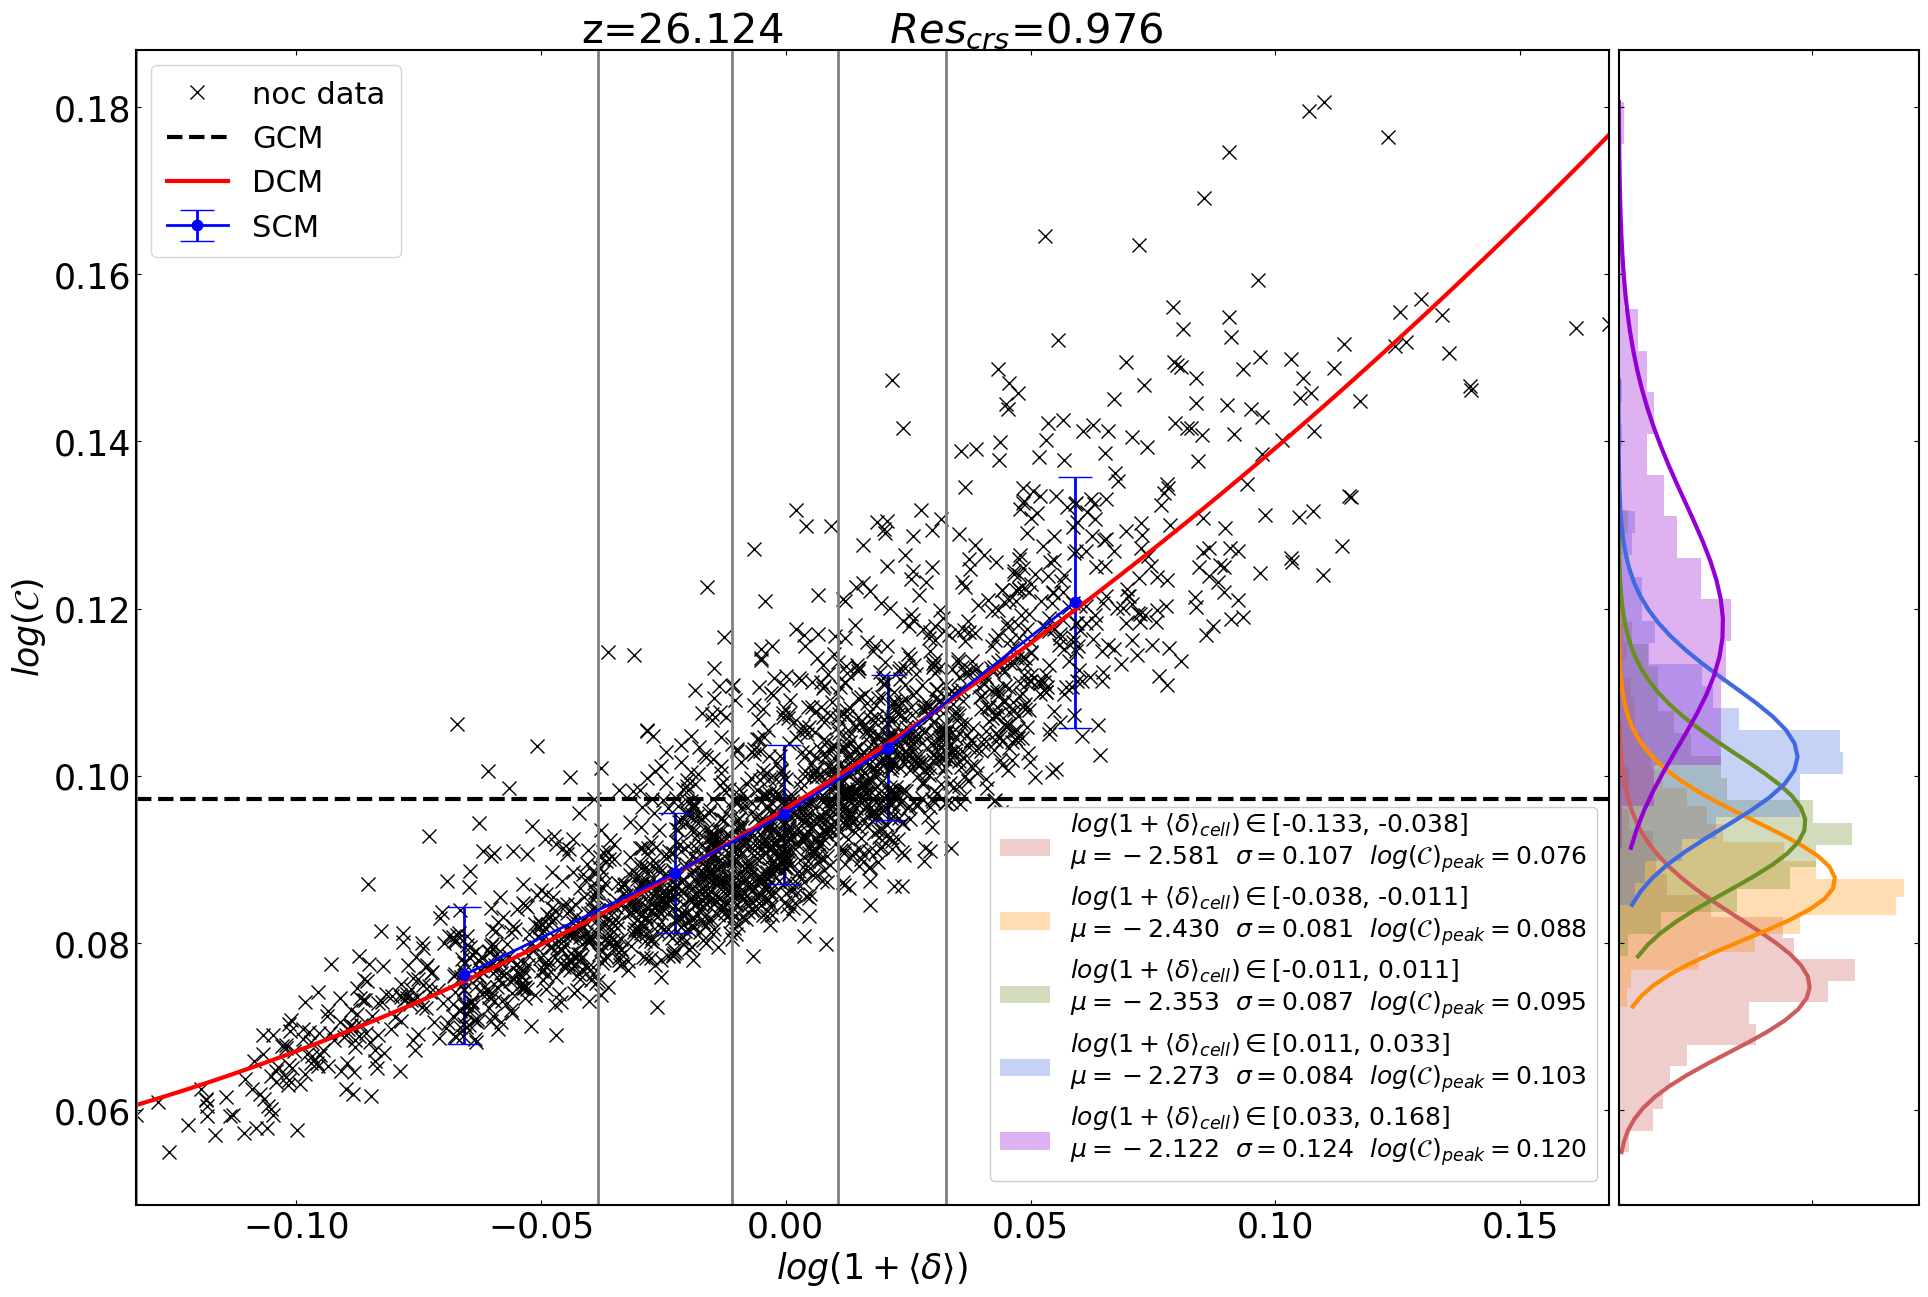 z=26.124 Res_crs=0.976
noc data
GCM
DCM
SCM
0.18
0.16
0.14
0.12
0.10
0.08
0.06
log(𝒞)
log(1 + ⟨δ⟩_cell) ∈ [-0.133, -0.038]
μ = −2.581 σ = 0.107 log(𝒞)_peak = 0.076
log(1 + ⟨δ⟩_cell) ∈ [-0.038, -0.011]
μ = −2.430 σ = 0.081 log(𝒞)_peak = 0.088
log(1 + ⟨δ⟩_cell) ∈ [-0.011, 0.011]
μ = −2.353 σ = 0.087 log(𝒞)_peak = 0.095
log(1 + ⟨δ⟩_cell) ∈ [0.011, 0.033]
μ = −2.273 σ = 0.084 log(𝒞)_peak = 0.103
log(1 + ⟨δ⟩_cell) ∈ [0.033, 0.168]
μ = −2.122 σ = 0.124 log(𝒞)_peak = 0.120
−0.10 −0.05 0.00 0.05 0.10 0.15
log(1 + ⟨δ⟩)